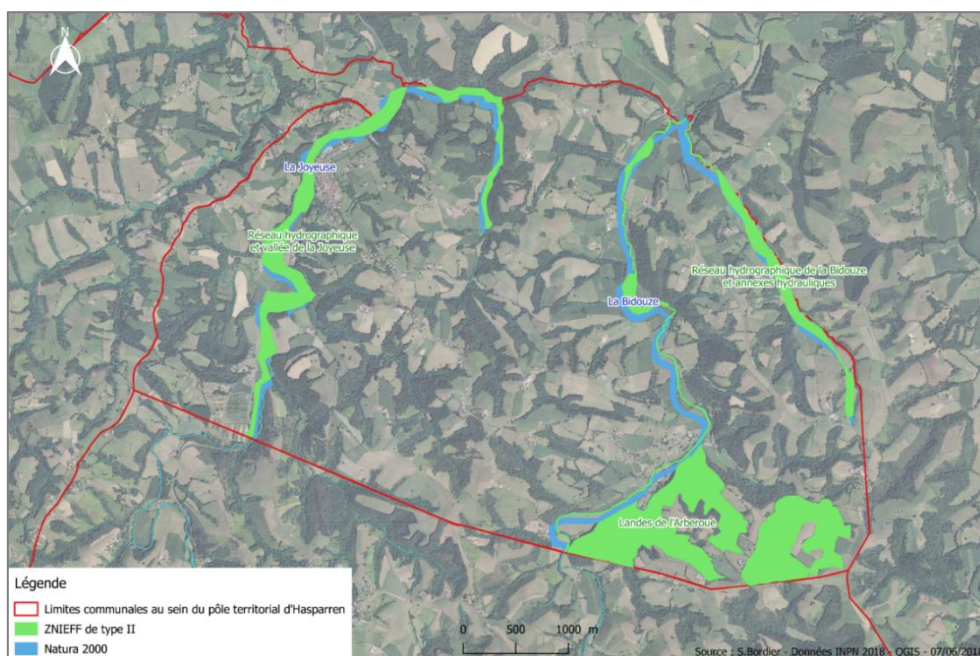 N
La Joyeuse
Réseau hydrographique
et vallée de la Joyeuse
Réseau hydrographique de la Bidouze
et annexes hydrauliques
La Bidouze
Landes de l'Arberoue
Légende
Limites communales au sein du pôle territorial d'Hasparren
ZNIEFF de type II
Natura 2000
0 500 1000 m
Source : S.Bordier - Données INPN 2018 - QGIS -